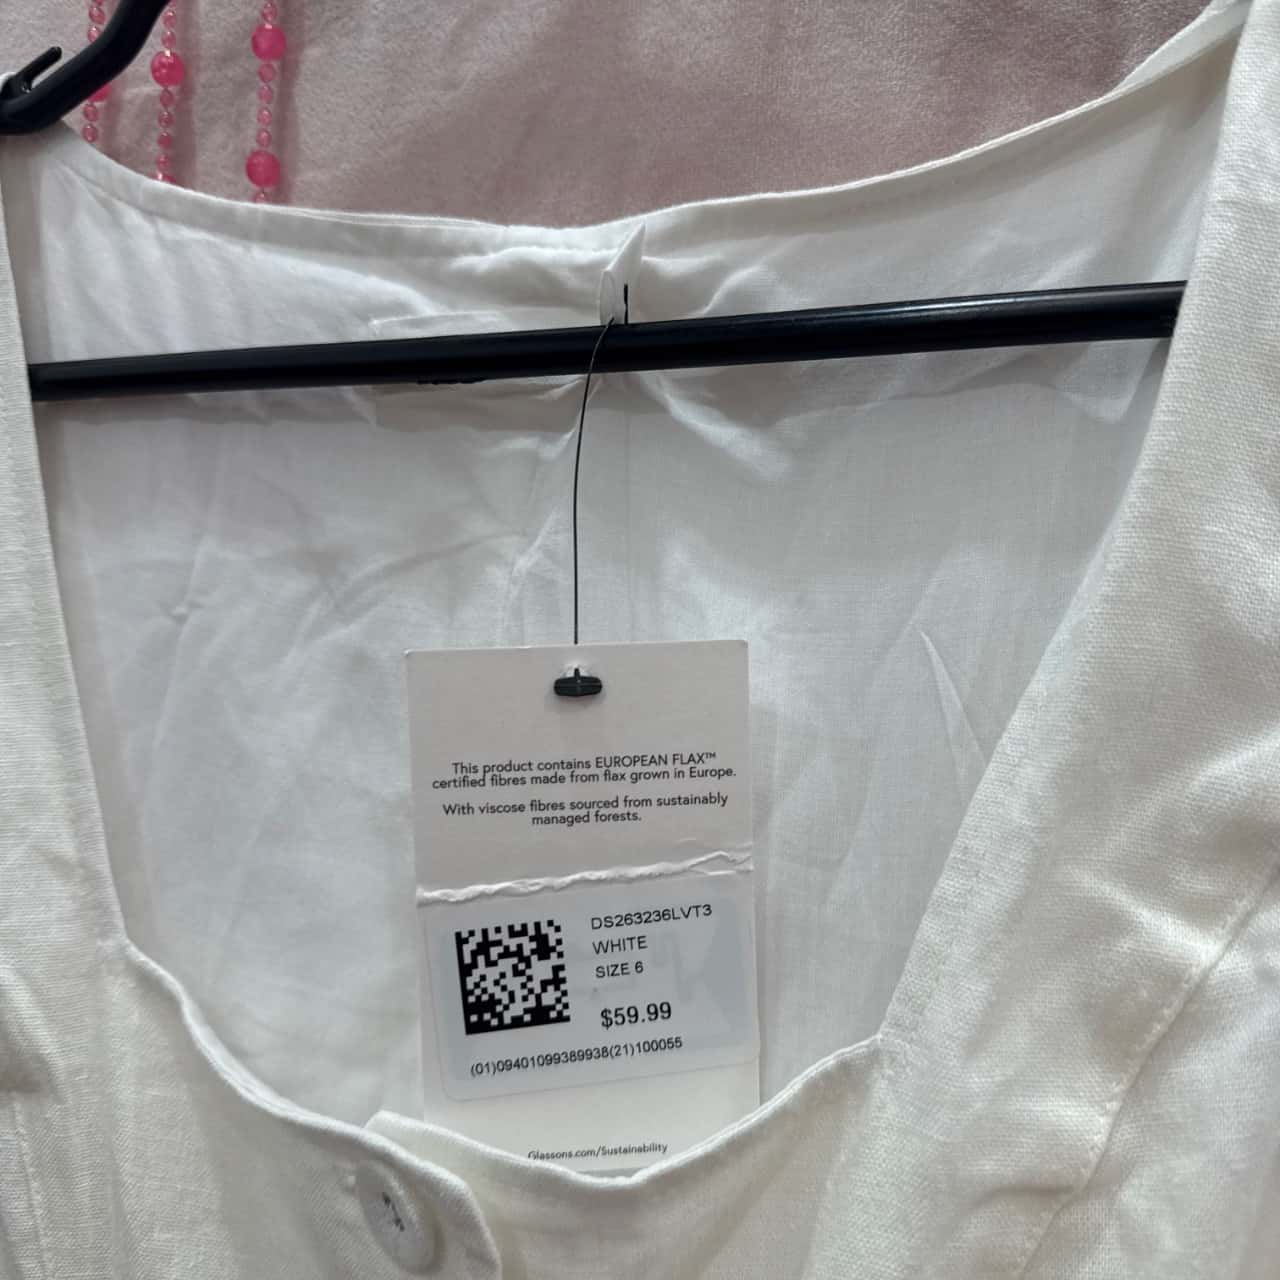 This product contains EUROPEAN FLAX™
certified fibres made from flax grown in Europe.
With viscose fibres sourced from sustainably
managed forests.
DS263236LVT3
WHITE
SIZE 6
$59.99
(01)09401099389938(21)100055
Glassons.com/Sustainability